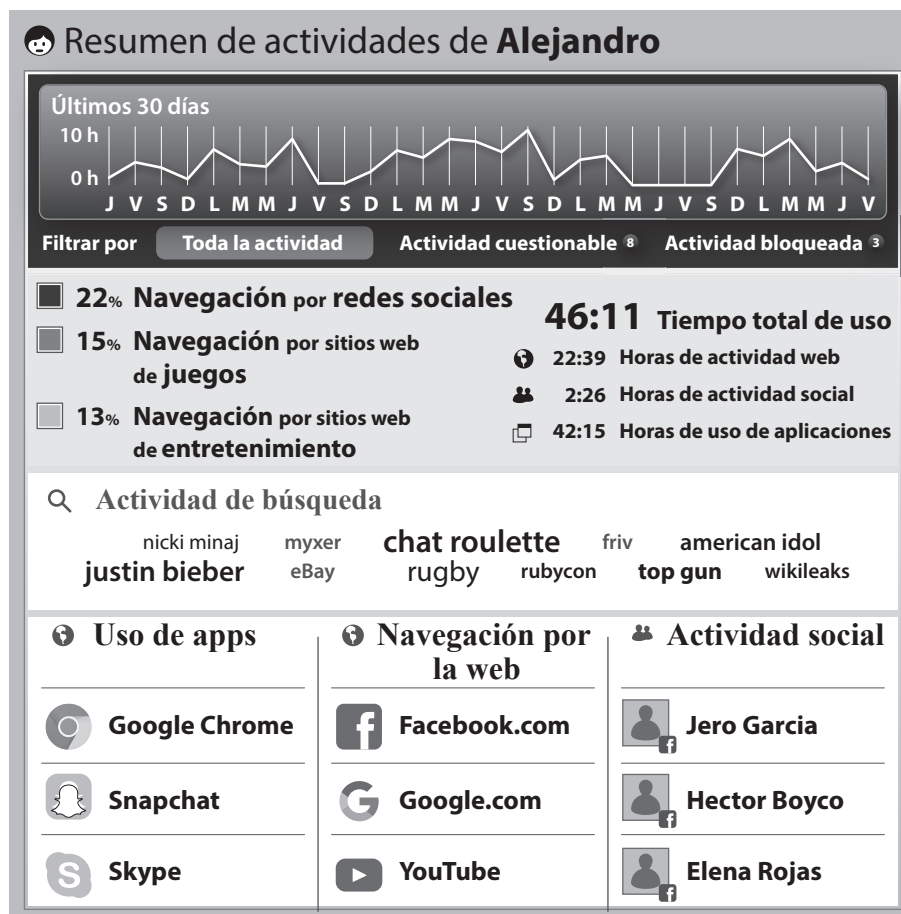 Resumen de actividades de Alejandro
Últimos 30 días
10 h
0 h
J V S D L M M J V S D L M M J V S D L M M J V S D L M M J V
Filtrar por Toda la actividad Actividad cuestionable 8 Actividad bloqueada 3
22% Navegación por redes sociales
15% Navegación por sitios web
de juegos
13% Navegación por sitios web
de entretenimiento
46:11 Tiempo total de uso
22:39 Horas de actividad web
2:26 Horas de actividad social
42:15 Horas de uso de aplicaciones
Actividad de búsqueda
nicki minaj myxer chat roulette friv american idol
justin bieber eBay rugby rubycon top gun wikileaks
Uso de apps
Google Chrome
Snapchat
Skype
Navegación por
la web
Facebook.com
Google.com
YouTube
Actividad social
Jero Garcia
Hector Boyco
Elena Rojas